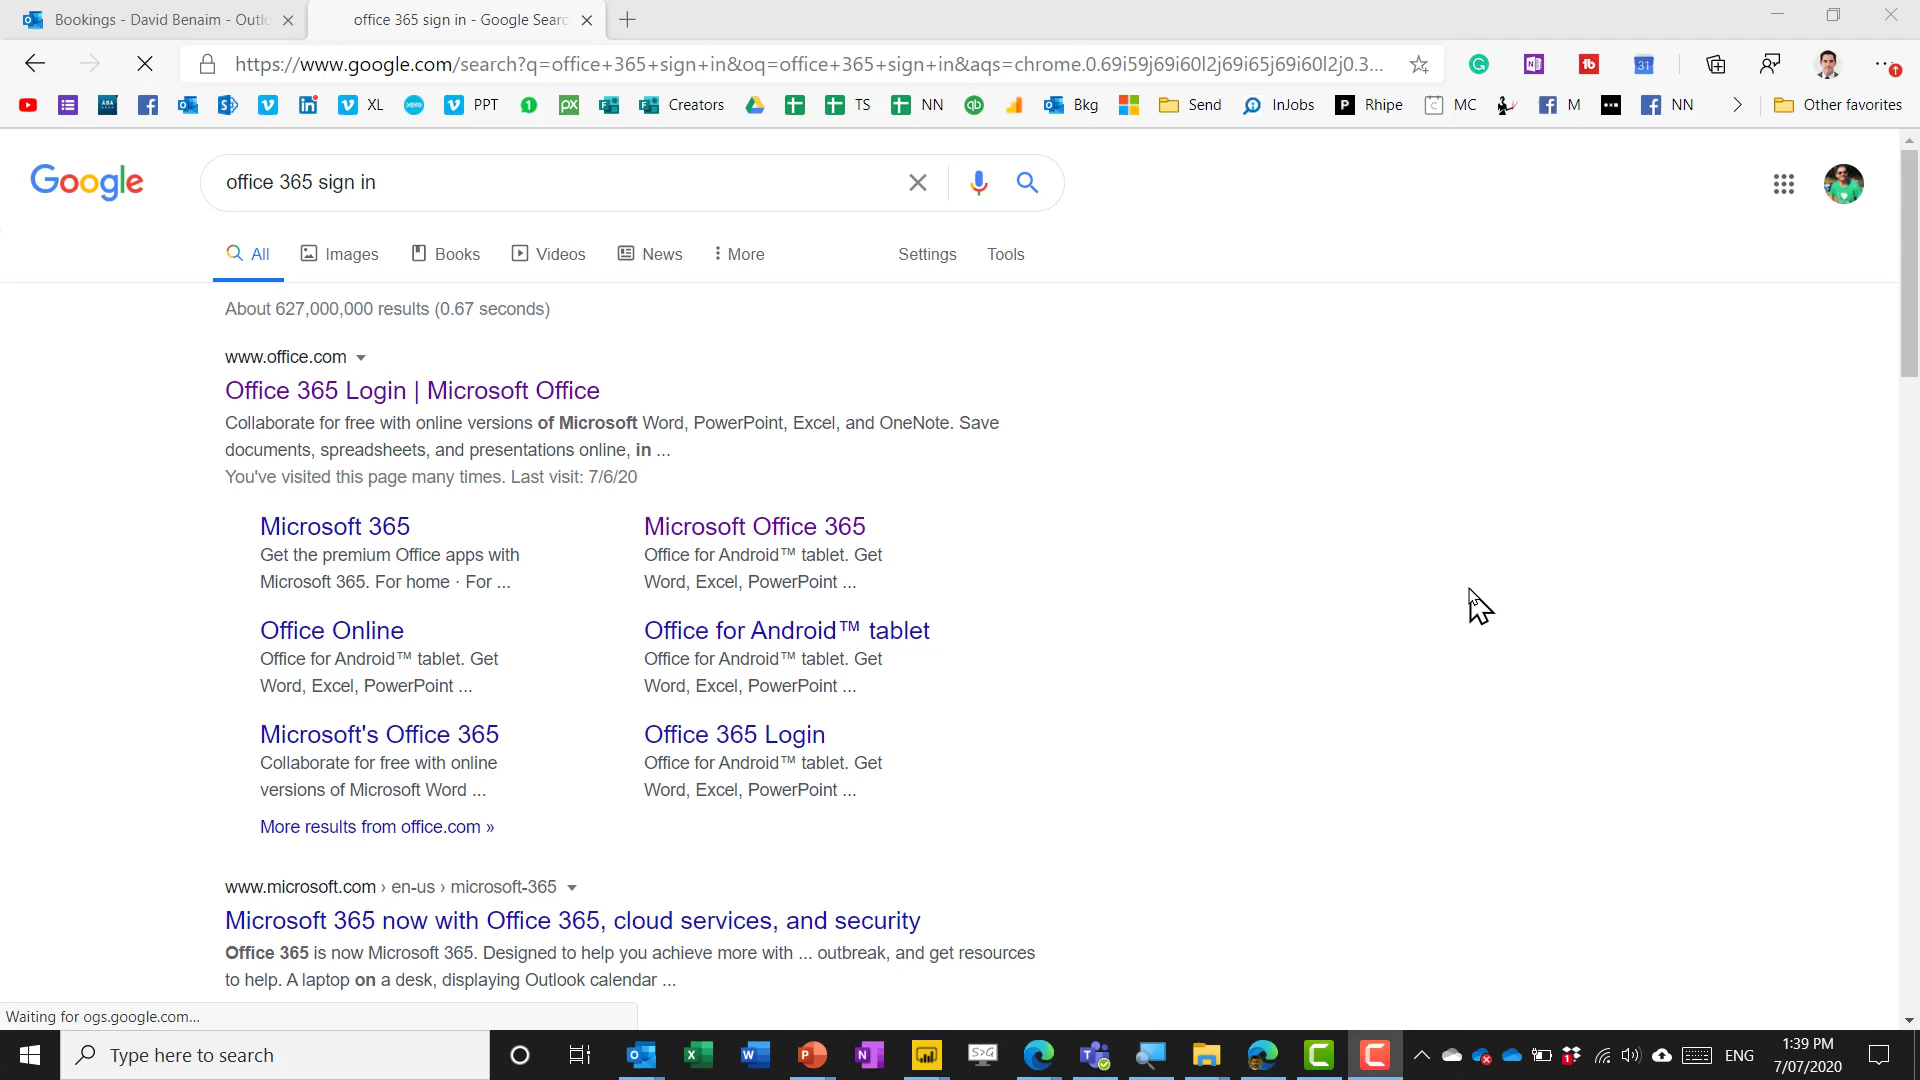 Bookings - David Benaim - Outlo
office 365 sign in - Google Searc
https://www.google.com/search?q=office+365+sign+in&oq=office+365+sign+in&aqs=chrome.0.69i59j69i60l2j69i65j69i60l2j0.3...
XL
PPT
Creators
TS
NN
Bkg
Send
InJobs
Rhipe
MC
M
NN
Other favorites
Google
office 365 sign in
All
Images
Books
Videos
News
More
Settings
Tools
About 627,000,000 results (0.67 seconds)
www.office.com
Office 365 Login | Microsoft Office
Collaborate for free with online versions of Microsoft Word, PowerPoint, Excel, and OneNote. Save
documents, spreadsheets, and presentations online, in ...
You've visited this page many times. Last visit: 7/6/20
Microsoft 365
Get the premium Office apps with
Microsoft 365. For home · For ...
Microsoft Office 365
Office for Android™ tablet. Get
Word, Excel, PowerPoint ...
Office Online
Office for Android™ tablet. Get
Word, Excel, PowerPoint ...
Office for Android™ tablet
Office for Android™ tablet. Get
Word, Excel, PowerPoint ...
Microsoft's Office 365
Collaborate for free with online
versions of Microsoft Word ...
Office 365 Login
Office for Android™ tablet. Get
Word, Excel, PowerPoint ...
More results from office.com »
www.microsoft.com › en-us › microsoft-365
Microsoft 365 now with Office 365, cloud services, and security
Office 365 is now Microsoft 365. Designed to help you achieve more with ... outbreak, and get resources
to help. A laptop on a desk, displaying Outlook calendar ...
Waiting for ogs.google.com...
Type here to search
ENG
1:39 PM
7/07/2020